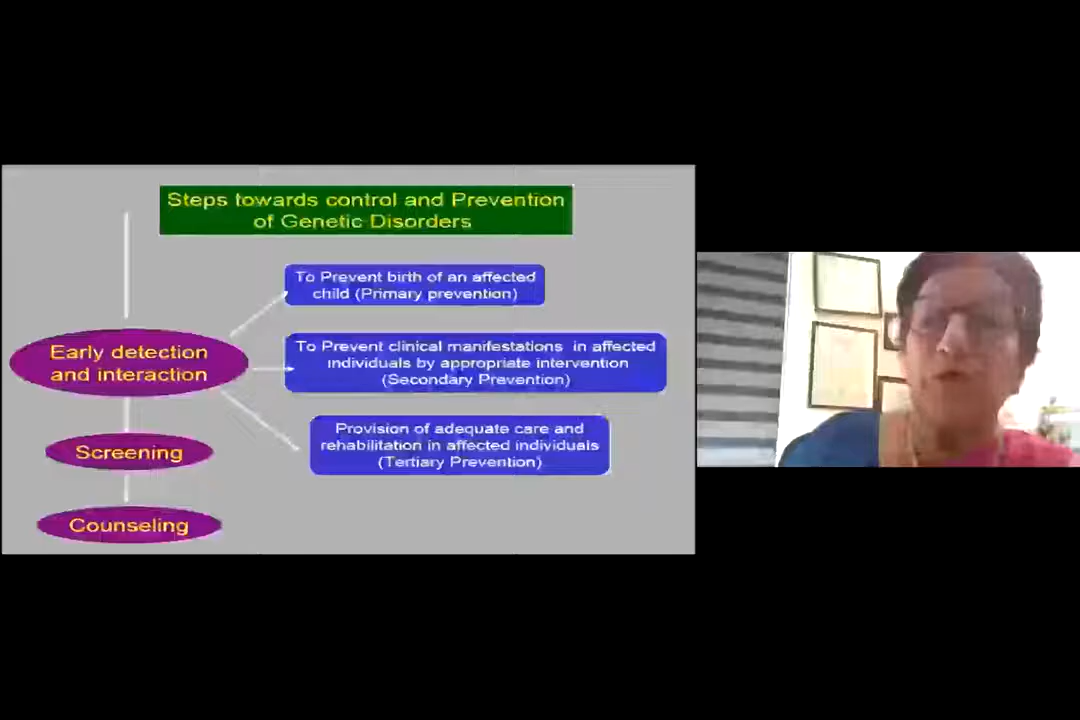 Steps towards control and Prevention
of Genetic Disorders
To Prevent birth of an affected
child (Primary prevention)
Early detection
and interaction
To Prevent clinical manifestations in affected
individuals by appropriate intervention
(Secondary Prevention)
Provision of adequate care and
rehabilitation in affected individuals
(Tertiary Prevention)
Screening
Counseling